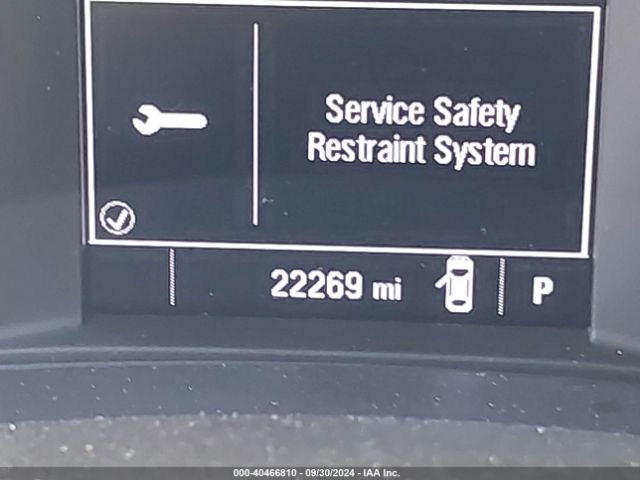 Service Safety
Restraint System
22269 mi
P
000-40466810 - 09/30/2024 - IAA Inc.